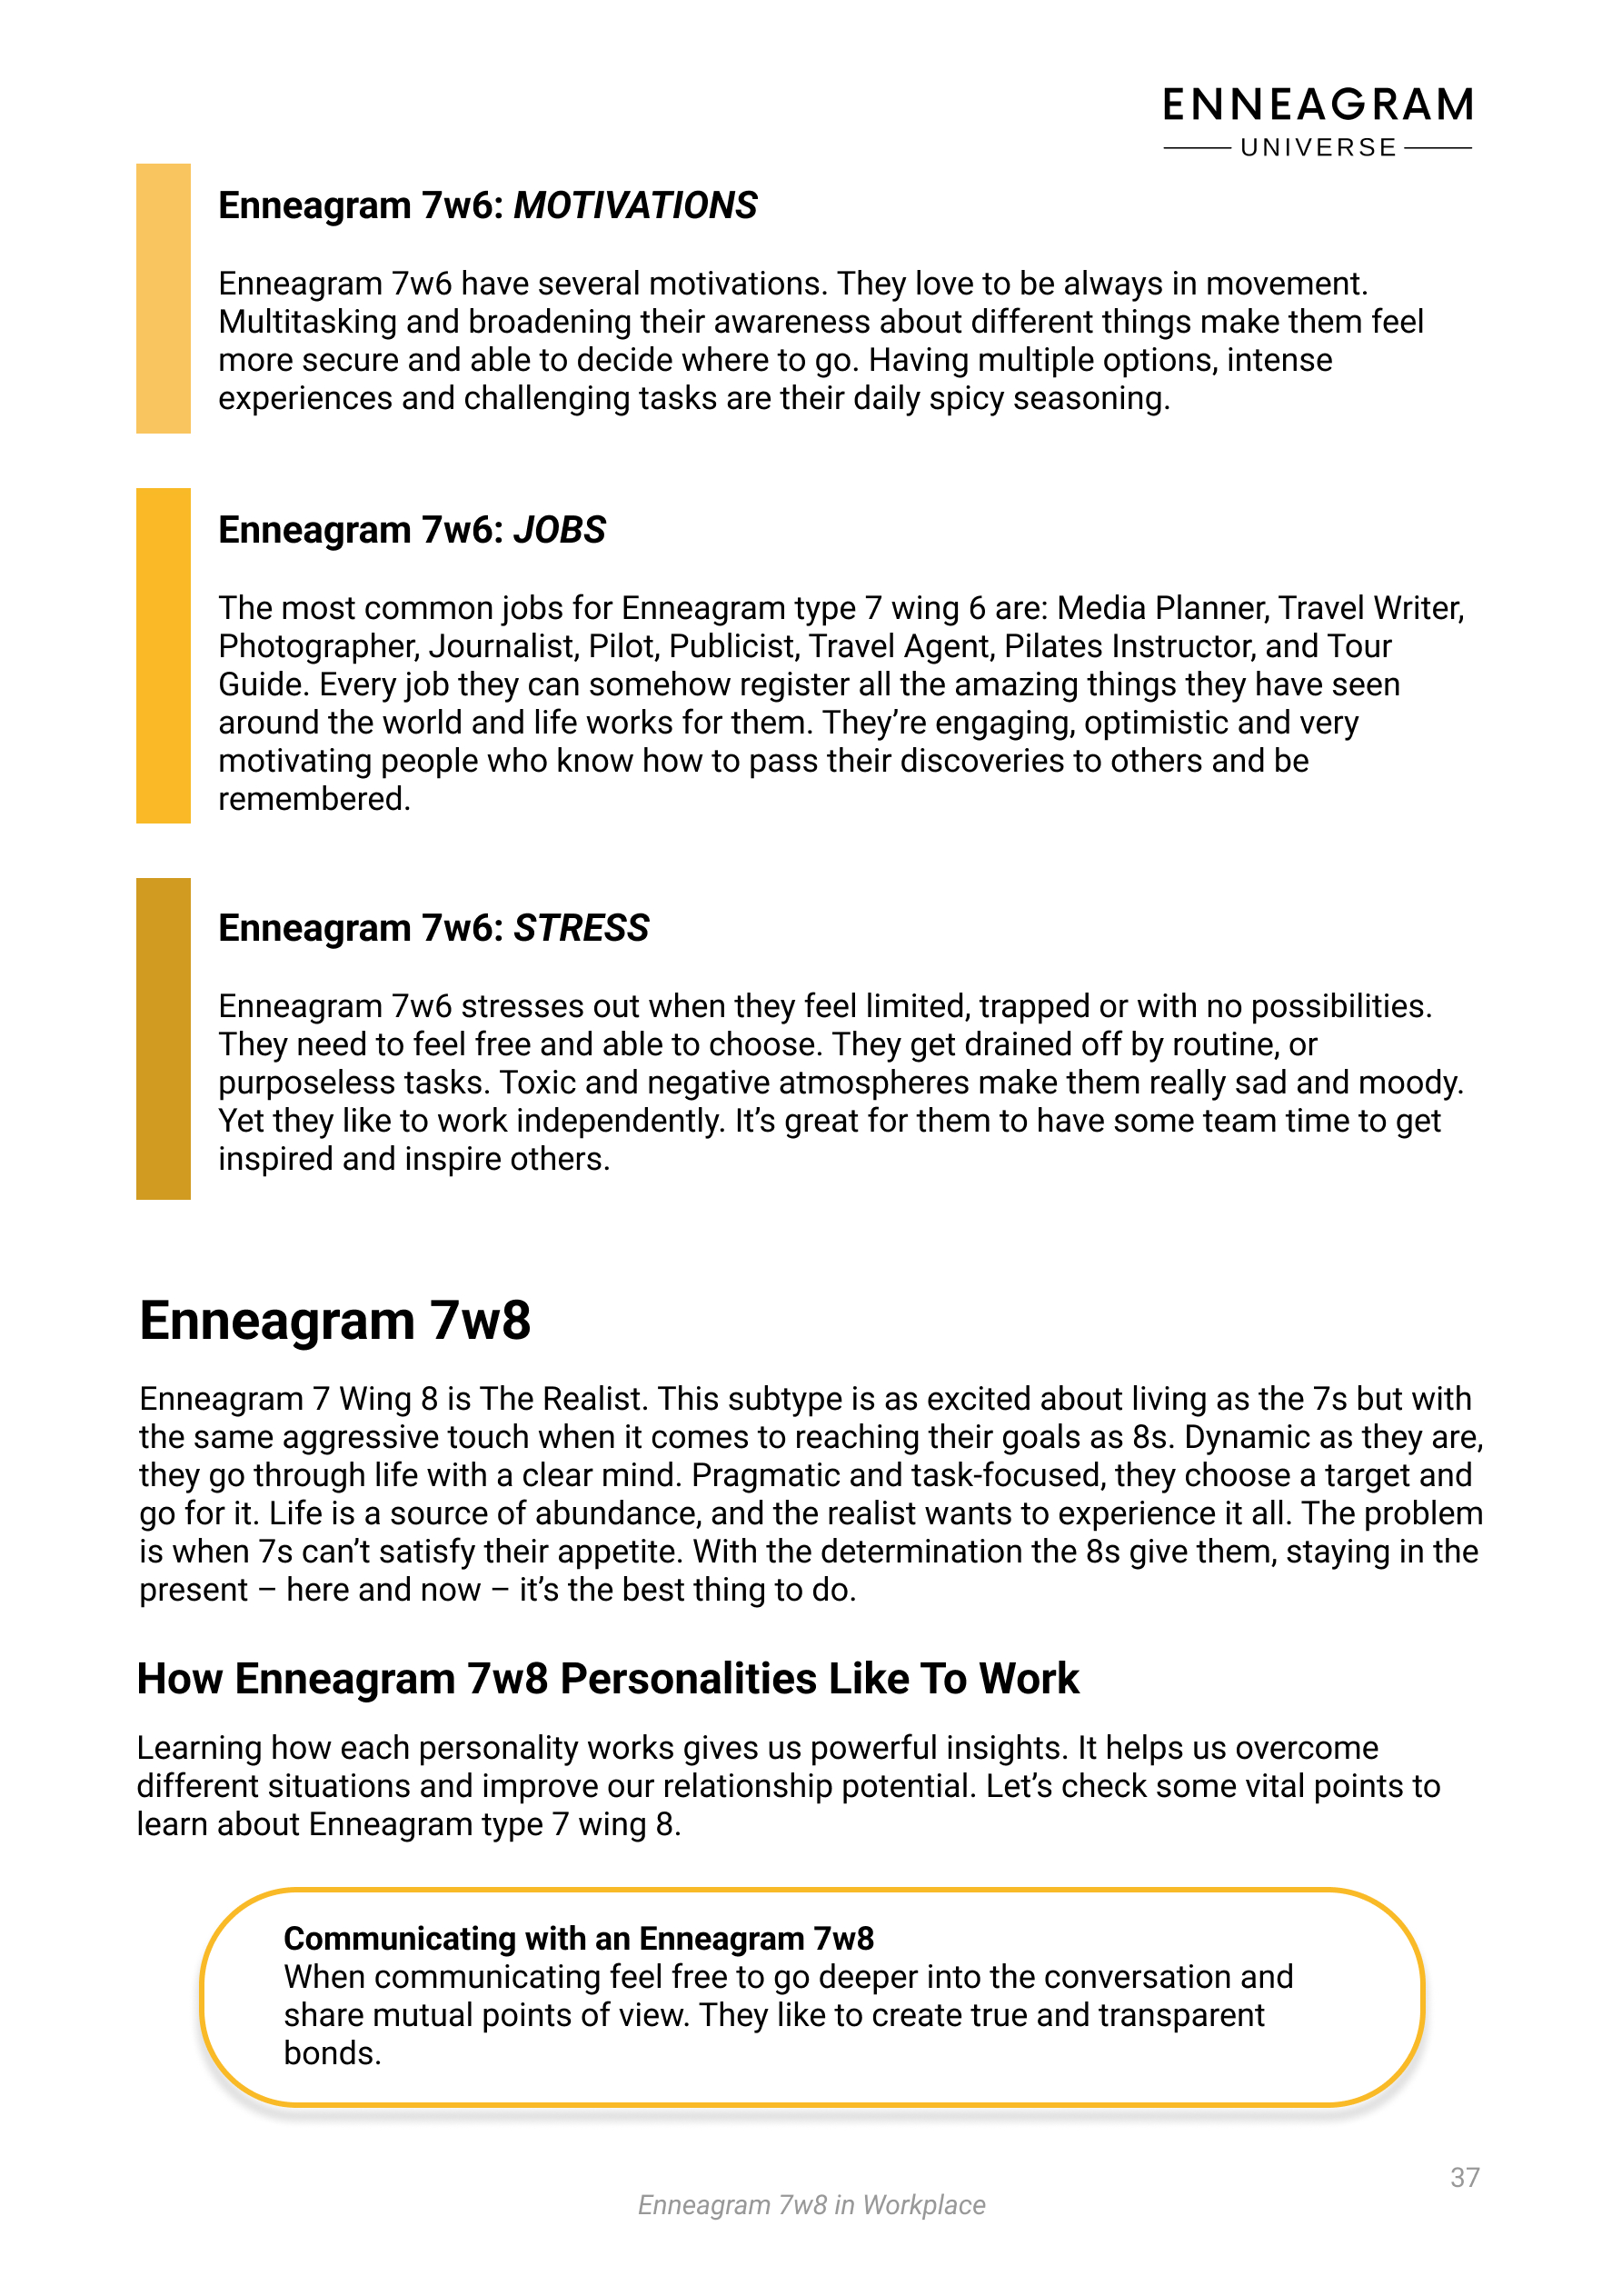 ENNEAGRAM
UNIVERSE
Enneagram 7w6: MOTIVATIONS
Enneagram 7w6 have several motivations. They love to be always in movement.
Multitasking and broadening their awareness about different things make them feel
more secure and able to decide where to go. Having multiple options, intense
experiences and challenging tasks are their daily spicy seasoning.
Enneagram 7w6: JOBS
The most common jobs for Enneagram type 7 wing 6 are: Media Planner, Travel Writer,
Photographer, Journalist, Pilot, Publicist, Travel Agent, Pilates Instructor, and Tour
Guide. Every job they can somehow register all the amazing things they have seen
around the world and life works for them. They’re engaging, optimistic and very
motivating people who know how to pass their discoveries to others and be
remembered.
Enneagram 7w6: STRESS
Enneagram 7w6 stresses out when they feel limited, trapped or with no possibilities.
They need to feel free and able to choose. They get drained off by routine, or
purposeless tasks. Toxic and negative atmospheres make them really sad and moody.
Yet they like to work independently. It’s great for them to have some team time to get
inspired and inspire others.
Enneagram 7w8
Enneagram 7 Wing 8 is The Realist. This subtype is as excited about living as the 7s but with
the same aggressive touch when it comes to reaching their goals as 8s. Dynamic as they are,
they go through life with a clear mind. Pragmatic and task-focused, they choose a target and
go for it. Life is a source of abundance, and the realist wants to experience it all. The problem
is when 7s can’t satisfy their appetite. With the determination the 8s give them, staying in the
present – here and now – it’s the best thing to do.
How Enneagram 7w8 Personalities Like To Work
Learning how each personality works gives us powerful insights. It helps us overcome
different situations and improve our relationship potential. Let’s check some vital points to
learn about Enneagram type 7 wing 8.
Communicating with an Enneagram 7w8
When communicating feel free to go deeper into the conversation and
share mutual points of view. They like to create true and transparent
bonds.
37
Enneagram 7w8 in Workplace